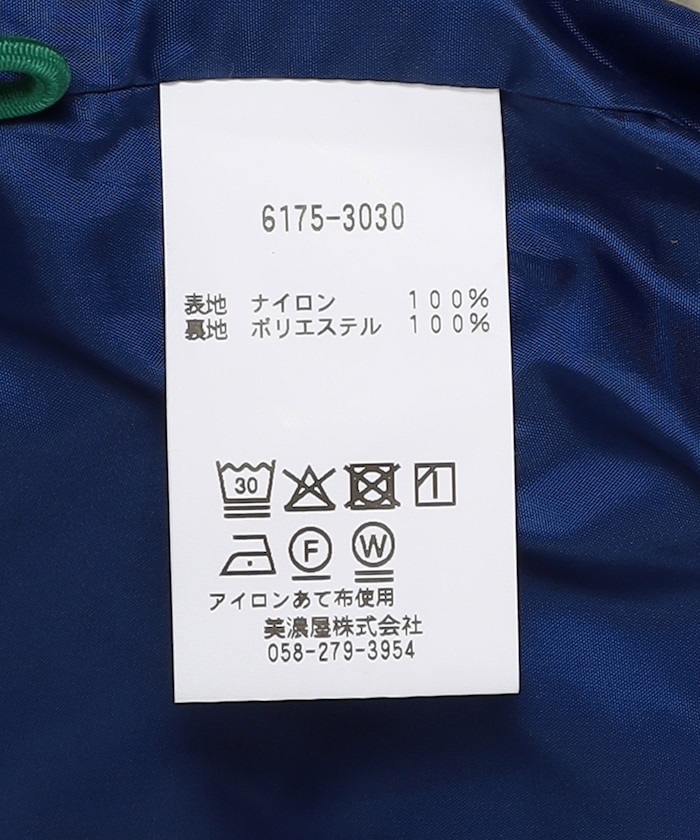 6175-3030
表地 ナイロン 100%
裏地 ポリエステル 100%
30
F W
アイロンあて布使用
美濃屋株式会社
058-279-3954